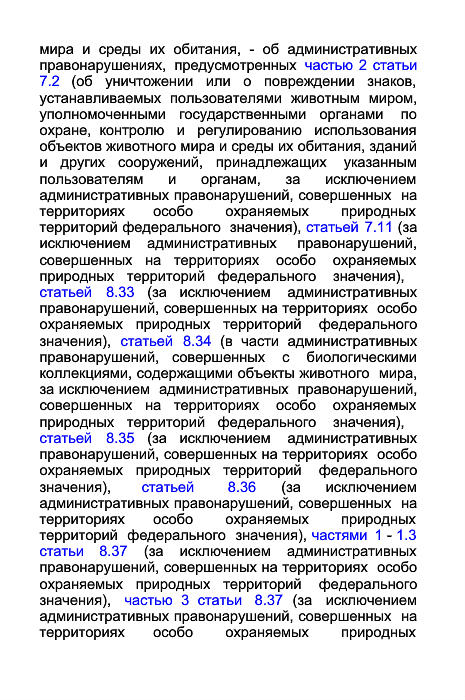 мира и среды их обитания, - об административных
правонарушениях, предусмотренных частью 2 статьи
7.2 (об уничтожении или о повреждении знаков,
устанавливаемых пользователями животным миром,
уполномоченными государственными органами по
охране, контролю и регулированию использования
объектов животного мира и среды их обитания, зданий
и других сооружений, принадлежащих указанным
пользователям и органам, за исключением
административных правонарушений, совершенных на
территориях особо охраняемых природных
территорий федерального значения), статьей 7.11 (за
исключением административных правонарушений,
совершенных на территориях особо охраняемых
природных территорий федерального значения),
статьей 8.33 (за исключением административных
правонарушений, совершенных на территориях особо
охраняемых природных территорий федерального
значения), статьей 8.34 (в части административных
правонарушений, совершенных с биологическими
коллекциями, содержащими объекты животного мира,
за исключением административных правонарушений,
совершенных на территориях особо охраняемых
природных территорий федерального значения),
статьей 8.35 (за исключением административных
правонарушений, совершенных на территориях особо
охраняемых природных территорий федерального
значения), статьей 8.36 (за исключением
административных правонарушений, совершенных на
территориях особо охраняемых природных
территорий федерального значения), частями 1 - 1.3
статьи 8.37 (за исключением административных
правонарушений, совершенных на территориях особо
охраняемых природных территорий федерального
значения), частью 3 статьи 8.37 (за исключением
административных правонарушений, совершенных на
территориях особо охраняемых природных